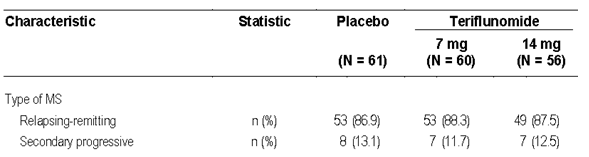 Characteristic Statistic Placebo Teriflunomide
7 mg 14 mg
(N = 61) (N = 60) (N = 56)
Type of MS
Relapsing-remitting n (%) 53 (86.9) 53 (88.3) 49 (87.5)
Secondary progressive n (%) 8 (13.1) 7 (11.7) 7 (12.5)